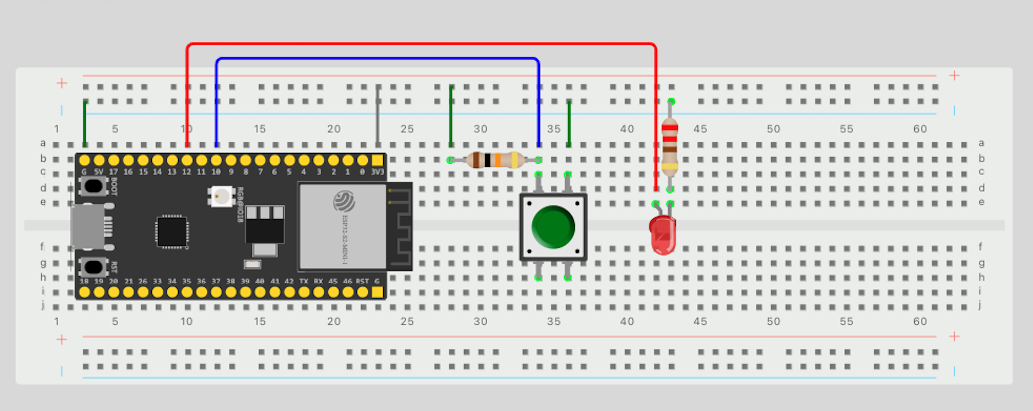 + +
1 5 10 15 20 25 30 35 40 45 50 55 60
a a
b b
c c
d d
e e
G 5V 17 16 15 14 13 12 11 10 9 8 7 6 5 4 3 2 1 0 3V3
BOOT
RGB@IO18
ESP32-S2-MINI-1
RST
18 19 20 21 26 33 34 35 36 37 38 39 40 41 42 TX RX 45 46 RST G
f f
g g
h h
i i
j j
1 5 10 15 20 25 30 35 40 45 50 55 60
+ +